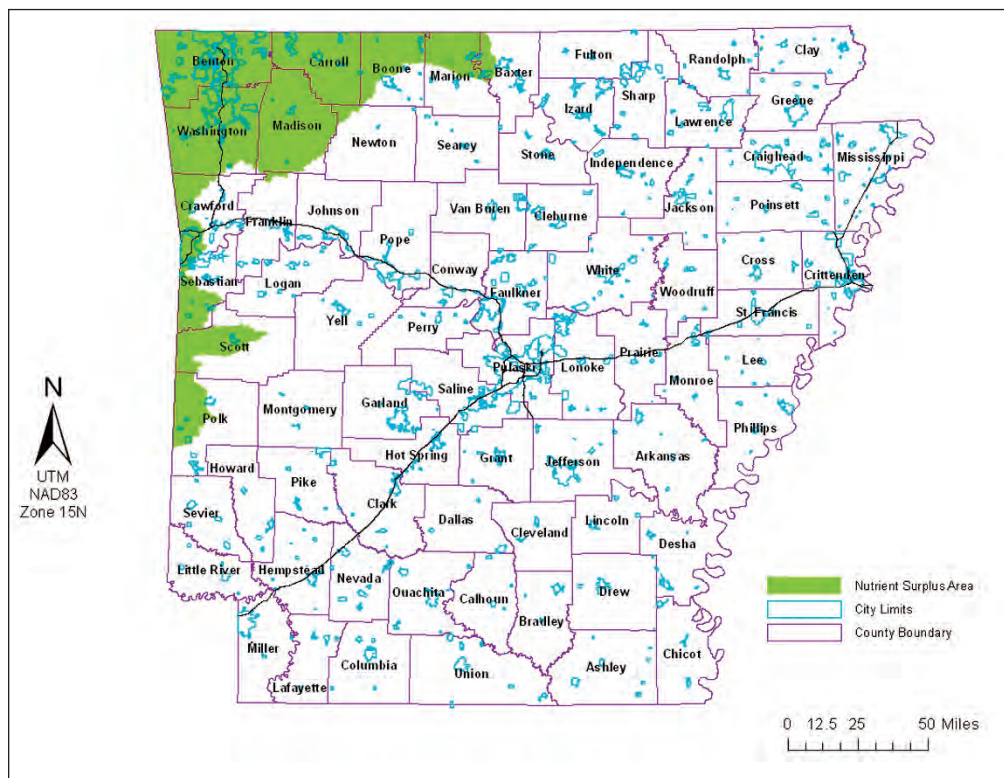 Benton
Carroll
Boone
Marion
Baxter
Fulton
Randolph
Clay
Izard
Sharp
Greene
Lawrence
Washington
Madison
Newton
Searcy
Stone
Independence
Craighead
Mississippi
Crawford
Franklin
Johnson
Van Buren
Cleburne
Jackson
Poinsett
Pope
Conway
White
Cross
Crittenden
Sebastian
Logan
Faulkner
Woodruff
St Francis
Yell
Perry
Scott
Pulaski
Lonoke
Prairie
Lee
Saline
Monroe
N
UTM
NAD83
Zone 15N
Polk
Montgomery
Garland
Phillips
Hot Spring
Grant
Jefferson
Arkansas
Howard
Pike
Sevier
Clark
Dallas
Cleveland
Lincoln
Desha
Little River
Hempstead
Nevada
Ouachita
Calhoun
Drew
Bradley
Miller
Columbia
Union
Ashley
Chicot
Lafayette
Nutrient Surplus Area
City Limits
County Boundary
0 12.5 25 50 Miles